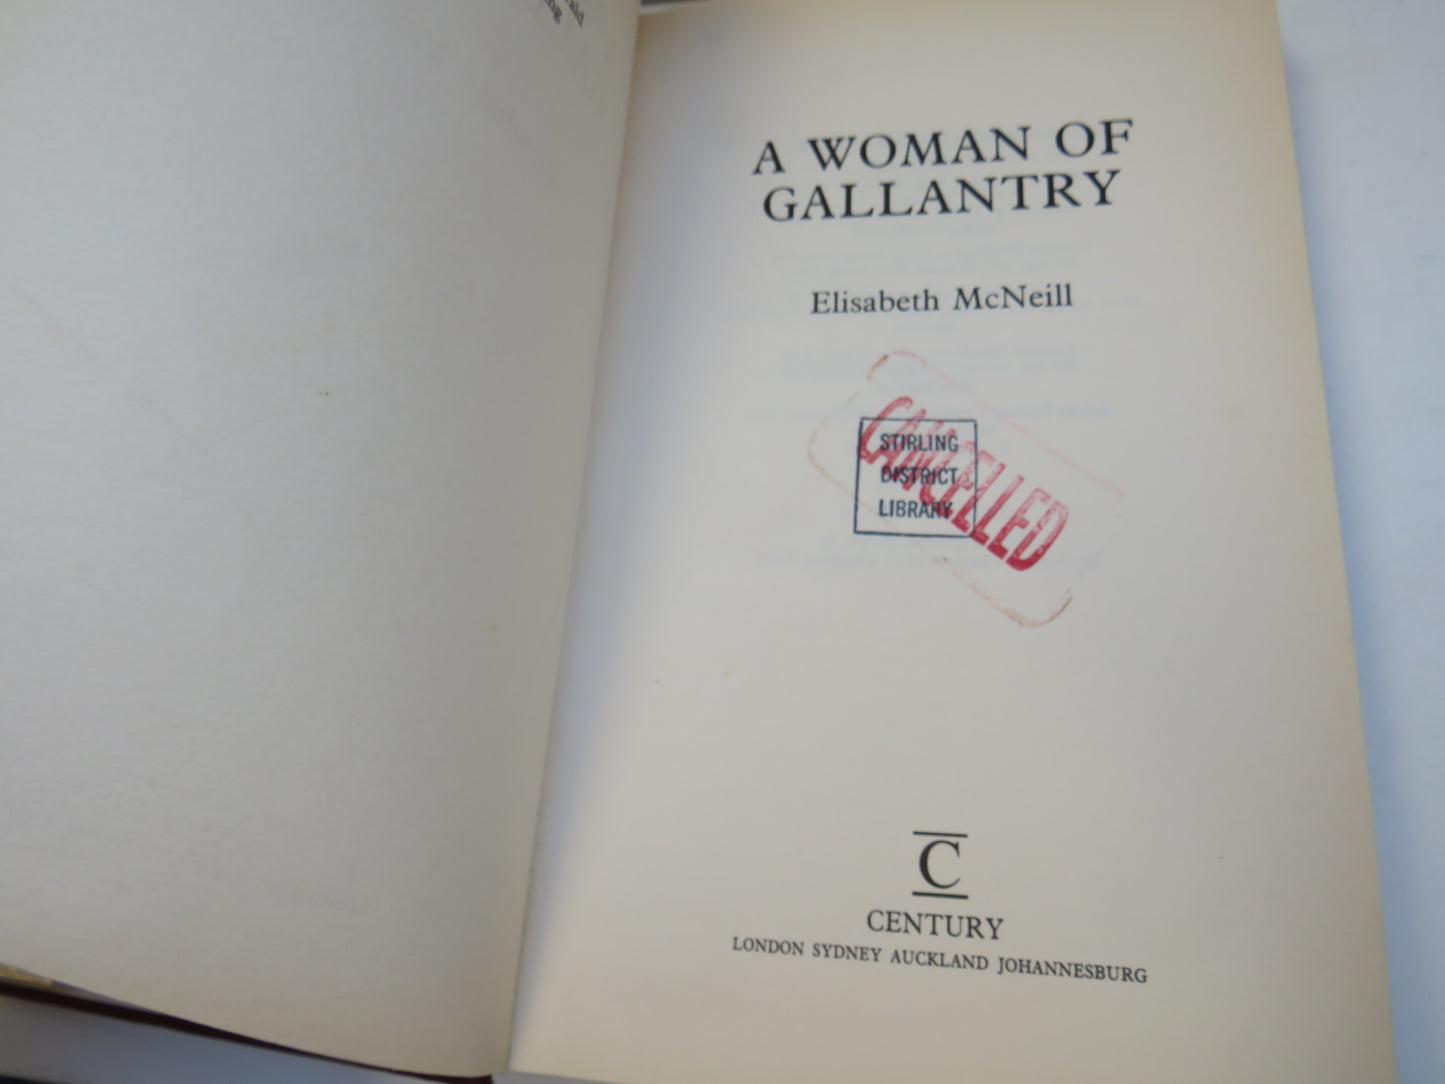 A WOMAN OF
GALLANTRY
Elisabeth McNeill
STIRLING
DISTRICT
LIBRARY
CANCELLED
C
CENTURY
LONDON SYDNEY AUCKLAND JOHANNESBURG